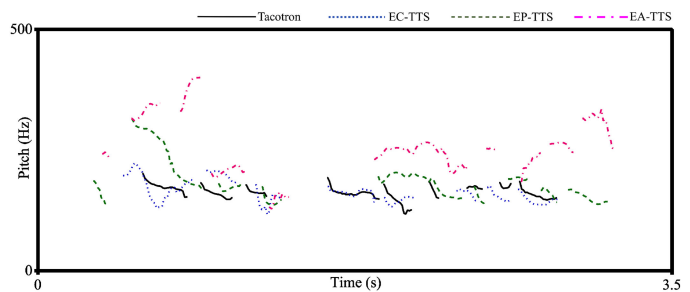 Tacotron EC-TTS EP-TTS EA-TTS
500
Pitch (Hz)
0
0 Time (s) 3.5